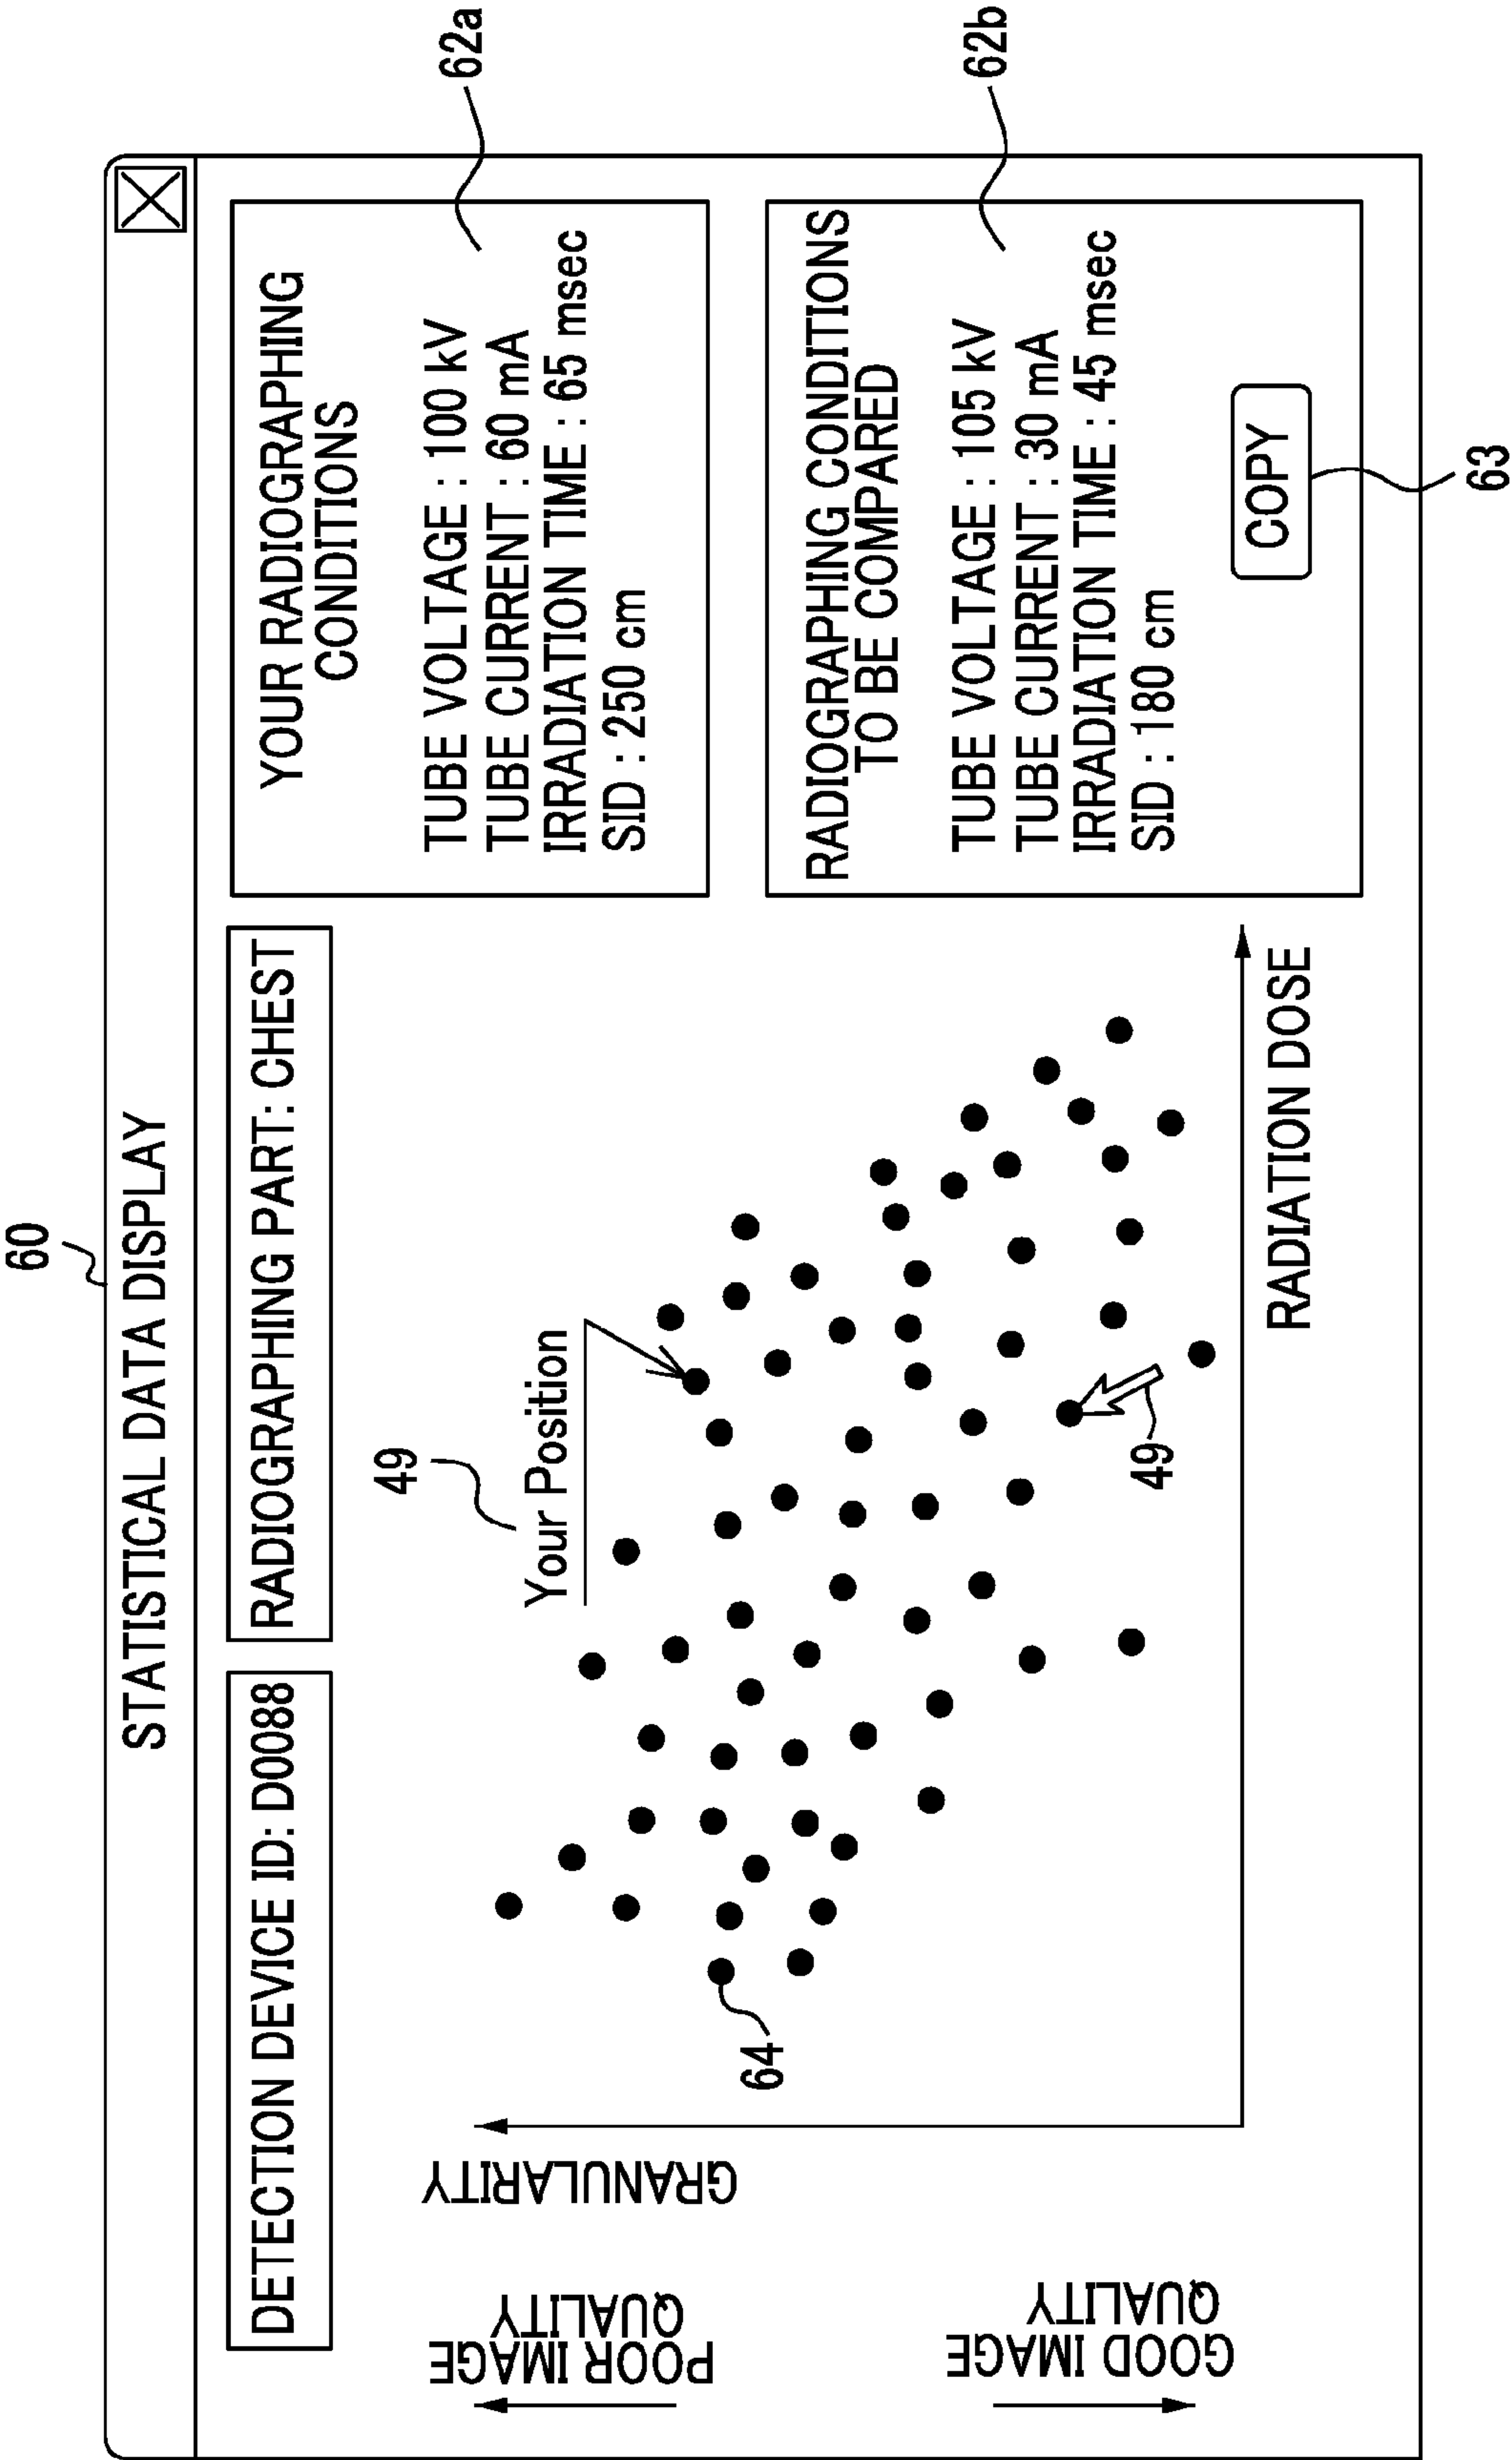 60
STATISTICAL DATA DISPLAY
DETECTION DEVICE ID: D0088
RADIOGRAPHING PART: CHEST
YOUR RADIOGRAPHING
CONDITIONS
TUBE VOLTAGE : 100 kV
TUBE CURRENT : 60 mA
IRRADIATION TIME : 65 msec
SID : 250 cm
62a
RADIOGRAPHING CONDITIONS
TO BE COMPARED
TUBE VOLTAGE : 105 kV
TUBE CURRENT : 30 mA
IRRADIATION TIME : 45 msec
SID : 180 cm
62b
COPY
63
POOR IMAGE
QUALITY
GOOD IMAGE
QUALITY
GRANULARITY
49
Your Position
64
49
RADIATION DOSE